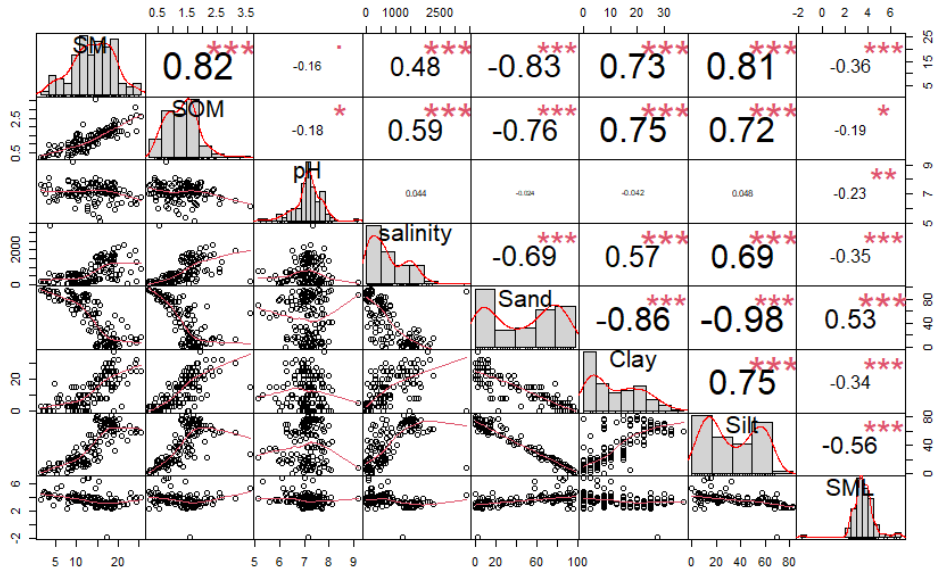 0.5 1.5 2.5 3.5 0 1000 2500 0 10 20 30 -2 0 2 4 6
SM 0.82 *** -0.16 . 0.48 *** -0.83 *** 0.73 *** 0.81 *** -0.36 *** 5 15 25
0.5 2.5 SOM -0.18 * 0.59 *** -0.76 *** 0.75 *** 0.72 *** -0.19 *
pH 0.044 -0.024 -0.042 0.048 -0.23 ** 5 7 9
0 2000 salinity -0.69 *** 0.57 *** 0.69 *** -0.35 ***
Sand -0.86 *** -0.98 *** 0.53 *** 0 40 80
0 20 Clay 0.75 *** -0.34 ***
Silt -0.56 *** 0 40 80
-2 2 6 SML
5 10 20 5 6 7 8 9 0 20 40 60 80 100 0 20 40 60 80